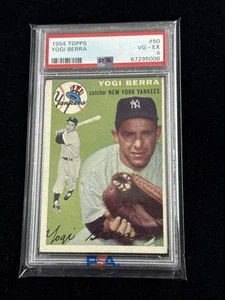 1954 TOPPS #50
YOGI BERRA VG-EX
PSA 4
67295006
Yankees
YOGI BERRA
catcher NEW YORK YANKEES
NY
Yogi
PSA